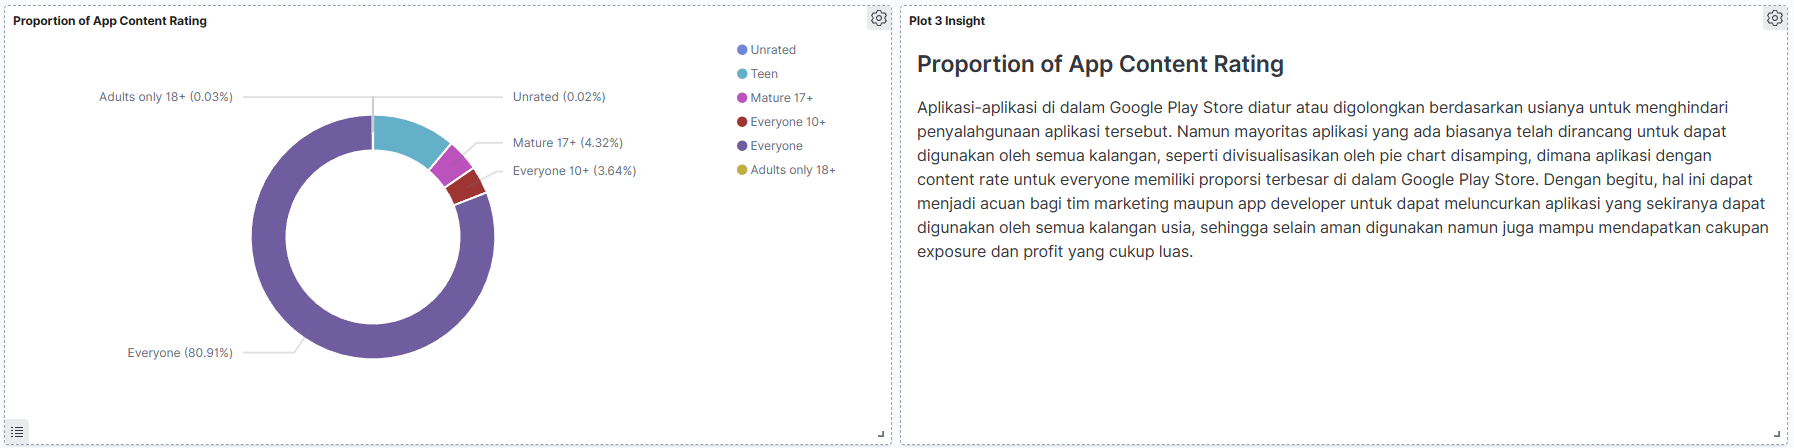 Proportion of App Content Rating
Unrated
Teen
Mature 17+
Everyone 10+
Everyone
Adults only 18+
Adults only 18+ (0.03%)
Unrated (0.02%)
Mature 17+ (4.32%)
Everyone 10+ (3.64%)
Everyone (80.91%)
Plot 3 Insight
Proportion of App Content Rating
Aplikasi-aplikasi di dalam Google Play Store diatur atau digolongkan berdasarkan usianya untuk menghindari
penyalahgunaan aplikasi tersebut. Namun mayoritas aplikasi yang ada biasanya telah dirancang untuk dapat
digunakan oleh semua kalangan, seperti divisualisasikan oleh pie chart disamping, dimana aplikasi dengan
content rate untuk everyone memiliki proporsi terbesar di dalam Google Play Store. Dengan begitu, hal ini dapat
menjadi acuan bagi tim marketing maupun app developer untuk dapat meluncurkan aplikasi yang sekiranya dapat
digunakan oleh semua kalangan usia, sehingga selain aman digunakan namun juga mampu mendapatkan cakupan
exposure dan profit yang cukup luas.